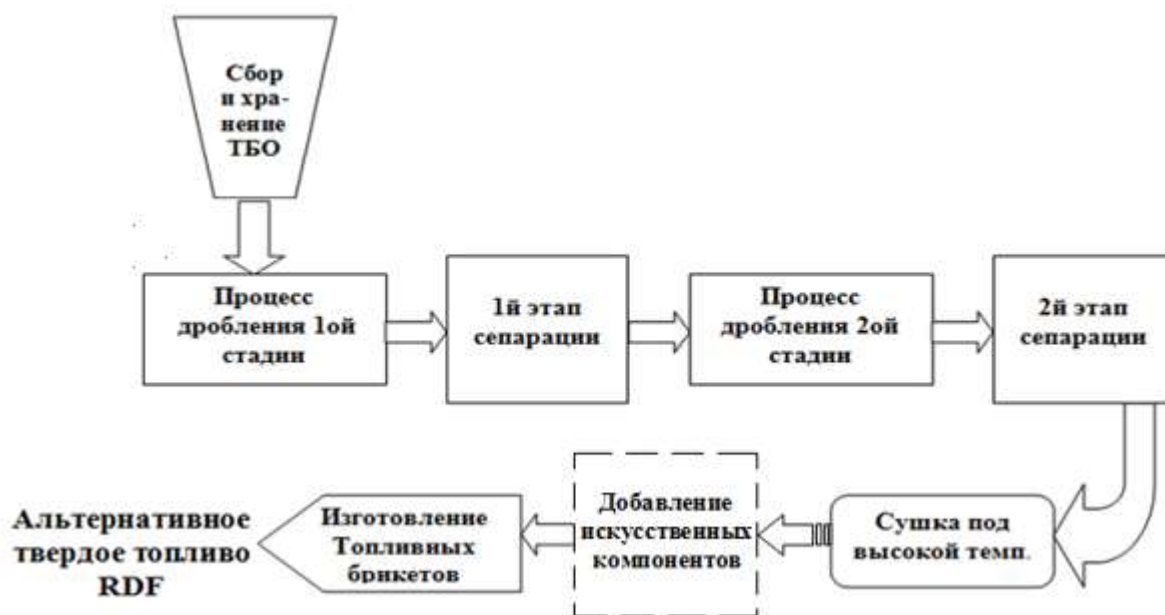 Сбор
и хра-
нение
ТБО
Процесс
дробления 1ой
стадии
1й этап
сепарации
Процесс
дробления 2ой
стадии
2й этап
сепарации
Сушка под
высокой темп.
Добавление
искусственных
компонентов
Изготовление
Топливных
брикетов
Альтернативное
твердое топливо
RDF